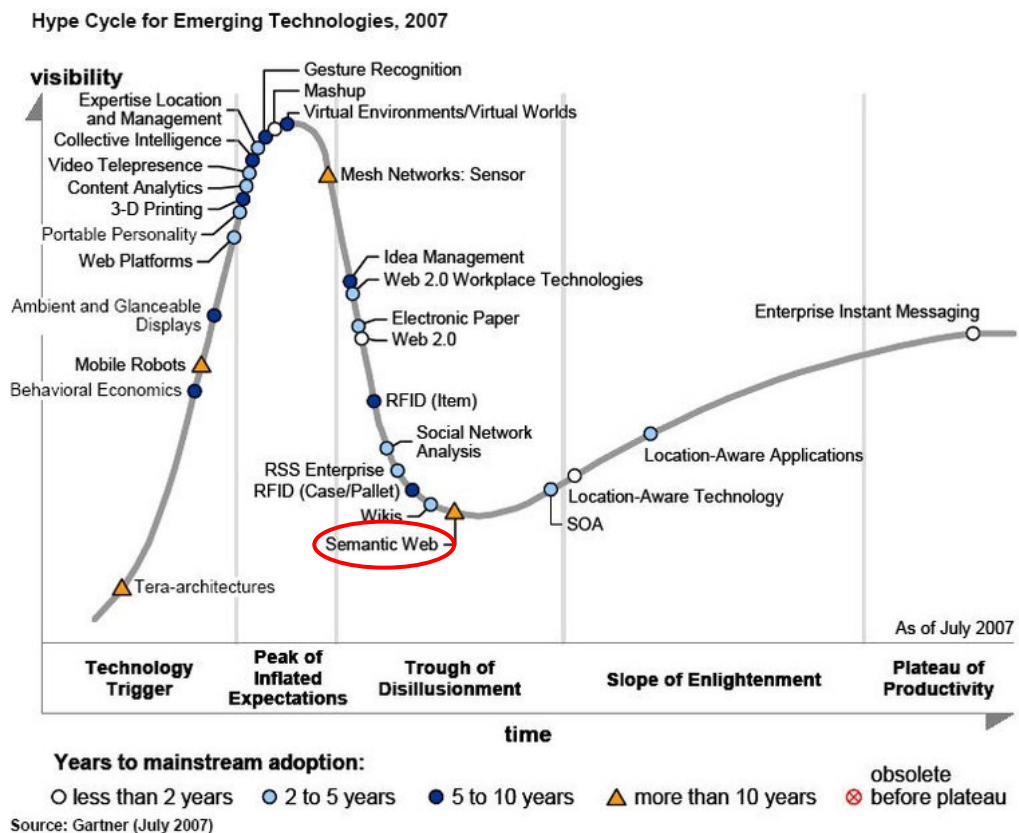 Hype Cycle for Emerging Technologies, 2007
visibility
Gesture Recognition
Mashup
Virtual Environments/Virtual Worlds
Expertise Location
and Management
Collective Intelligence
Video Telepresence
Content Analytics
3-D Printing
Portable Personality
Web Platforms
Ambient and Glanceable
Displays
Mobile Robots
Behavioral Economics
Tera-architectures
Mesh Networks: Sensor
Idea Management
Web 2.0 Workplace Technologies
Electronic Paper
Web 2.0
RFID (Item)
Social Network
Analysis
RSS Enterprise
RFID (Case/Pallet)
Wikis
Semantic Web
Enterprise Instant Messaging
Location-Aware Applications
Location-Aware Technology
SOA
As of July 2007
Technology
Trigger
Peak of
Inflated
Expectations
Trough of
Disillusionment
Slope of Enlightenment
Plateau of
Productivity
time
Years to mainstream adoption:
less than 2 years
2 to 5 years
5 to 10 years
more than 10 years
obsolete
before plateau
Source: Gartner (July 2007)